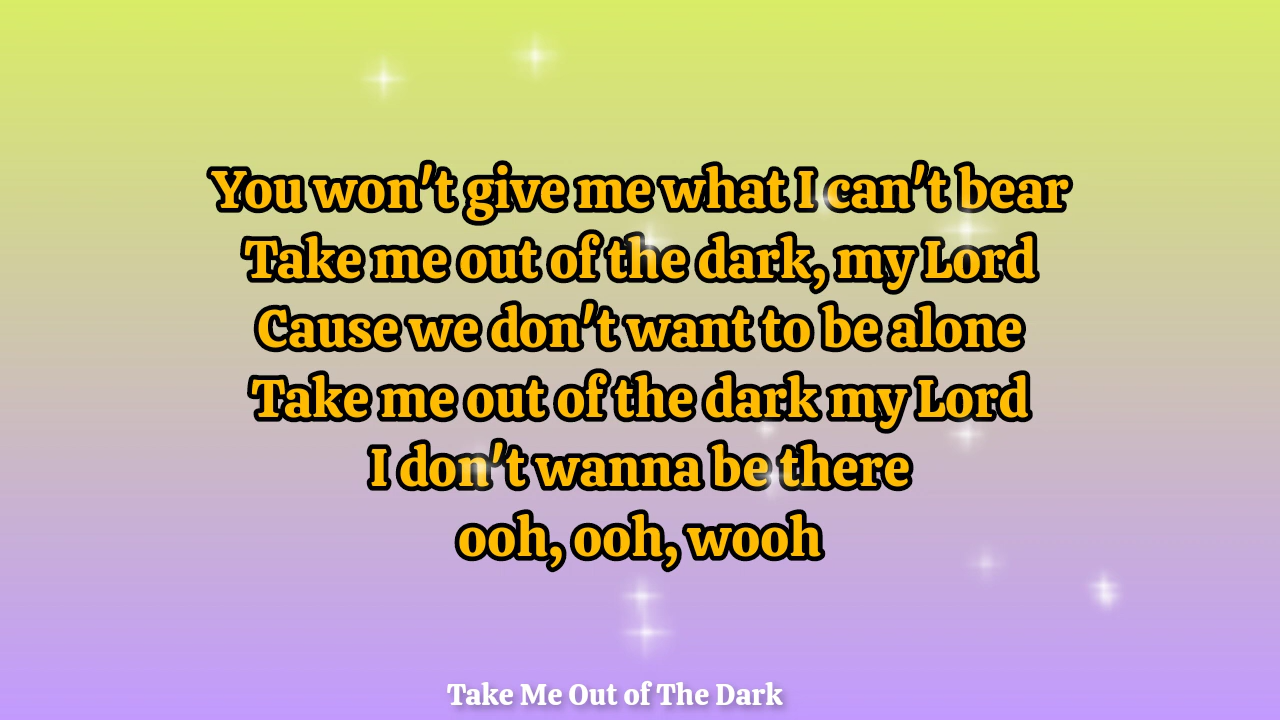 You won't give me what I can't bear
Take me out of the dark, my Lord
Cause we don't want to be alone
Take me out of the dark my Lord
I don't wanna be there
ooh, ooh, wooh
Take Me Out of The Dark